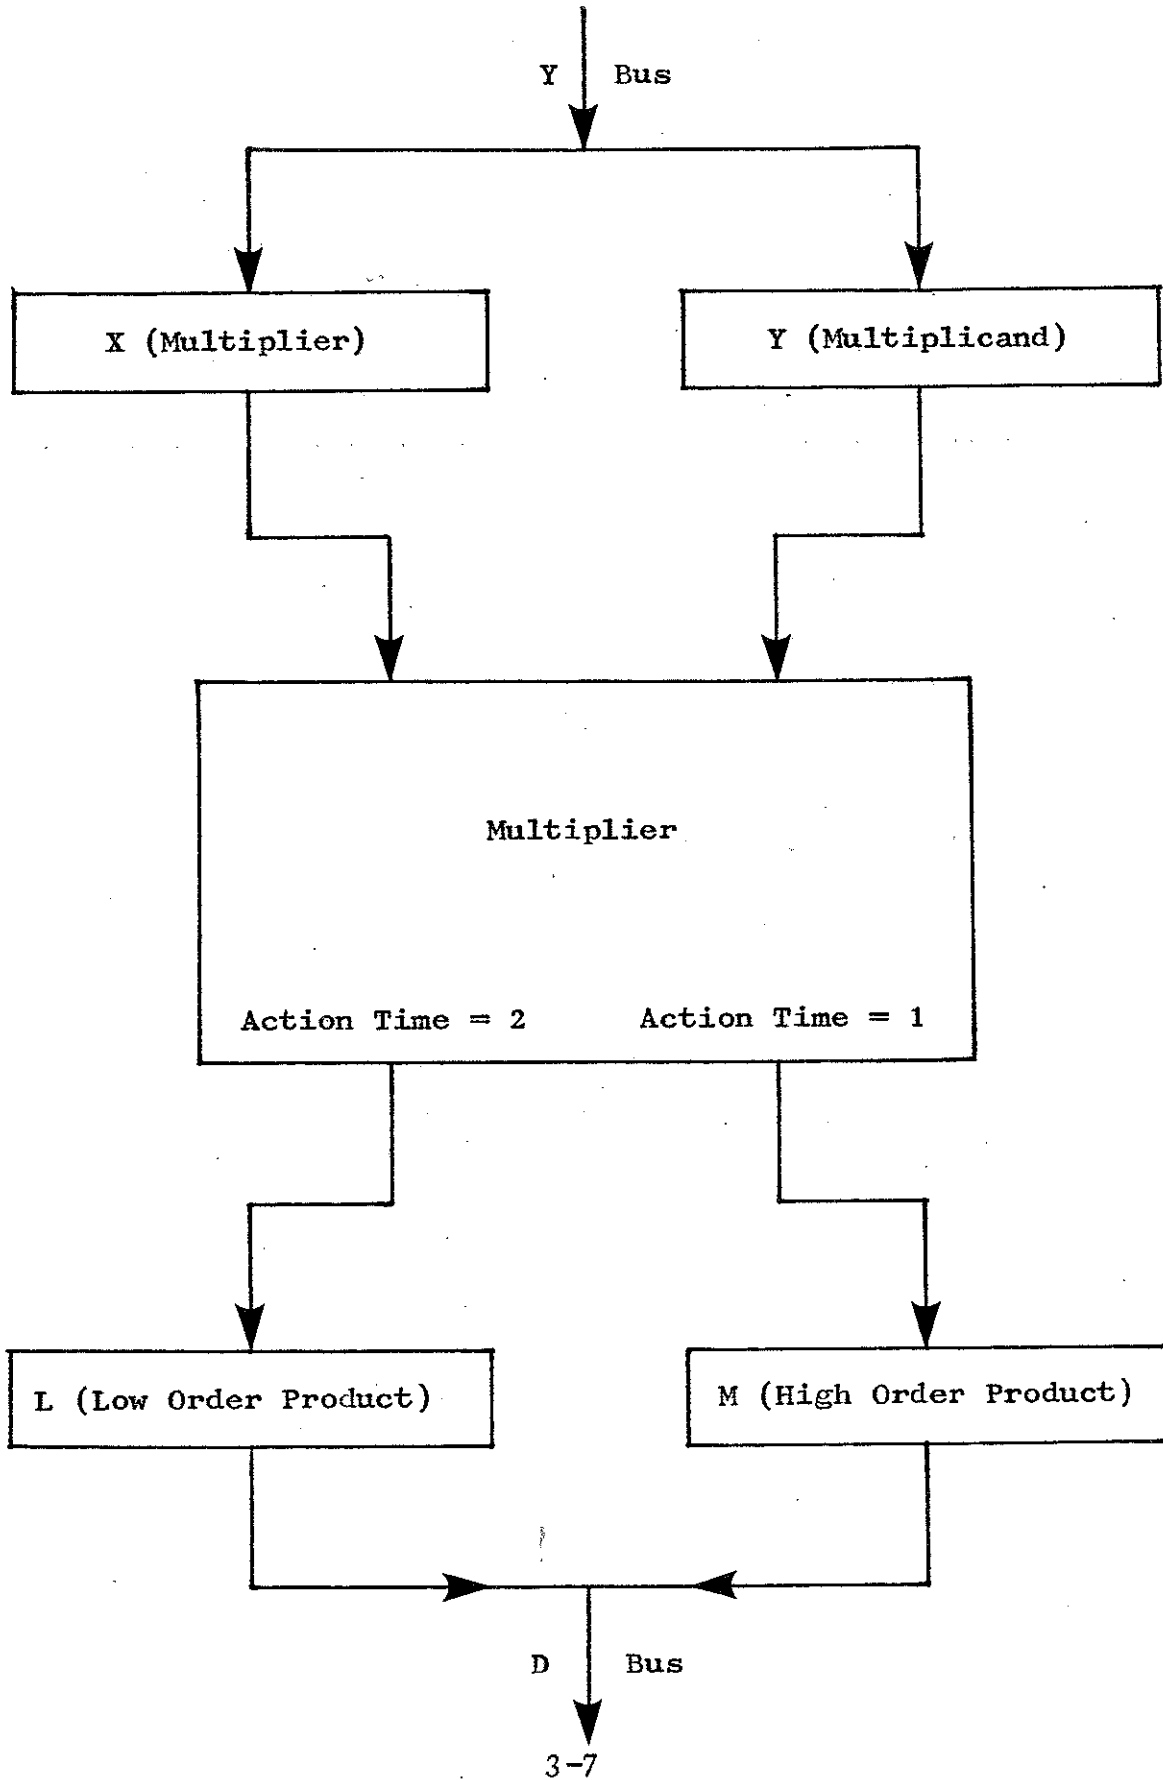 Y Bus
X (Multiplier)
Y (Multiplicand)
Multiplier
Action Time = 2
Action Time = 1
L (Low Order Product)
M (High Order Product)
D Bus
3-7